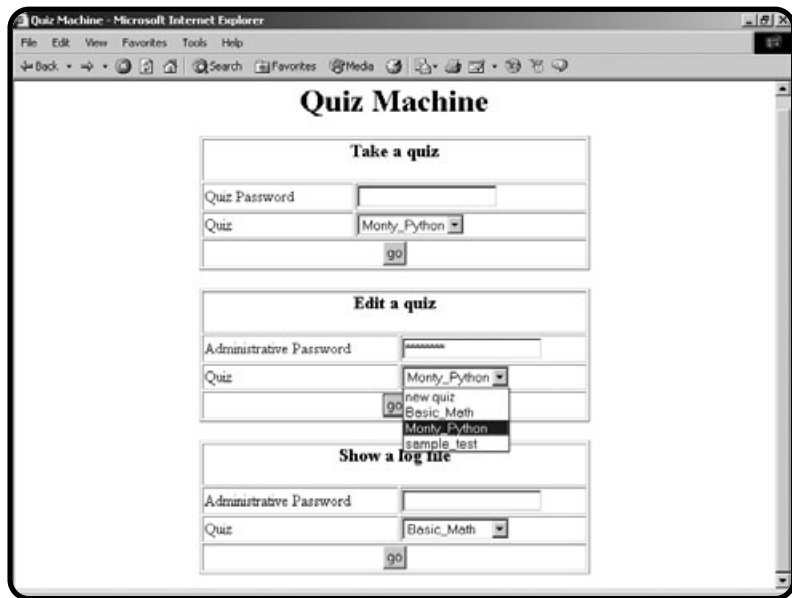 Quiz Machine - Microsoft Internet Explorer
File Edit View Favorites Tools Help
Back Search Favorites Media
Quiz Machine
Take a quiz
Quiz Password
Quiz Monty_Python
go
Edit a quiz
Administrative Password ********
Quiz Monty_Python
new quiz
go Basic_Math
Monty_Python
sample_test
Show a log file
Administrative Password
Quiz Basic_Math
go